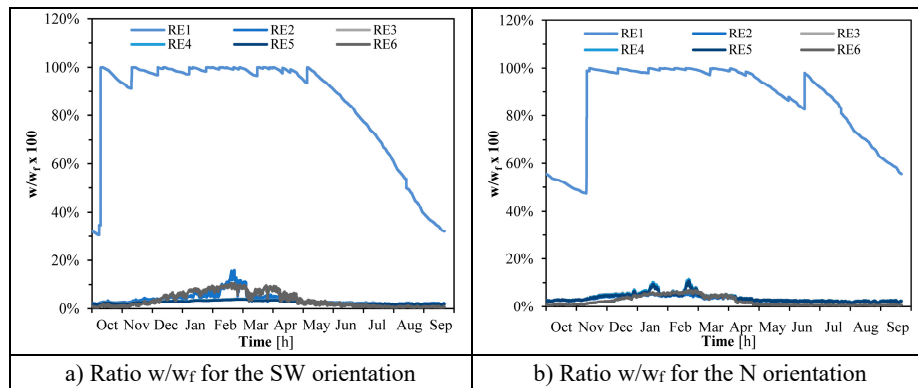 RE1 RE2 RE3
RE4 RE5 RE6
100%
80%
60%
40%
20%
0%
w/wf x 100
Oct Nov Dec Jan Feb Mar Apr May Jun Jul Aug Sep
Time [h]
a) Ratio w/wf for the SW orientation
RE1 RE2 RE3
RE4 RE5 RE6
100%
80%
60%
40%
20%
0%
w/wf x 100
Oct Nov Dec Jan Feb Mar Apr May Jun Jul Aug Sep
Time [h]
b) Ratio w/wf for the N orientation